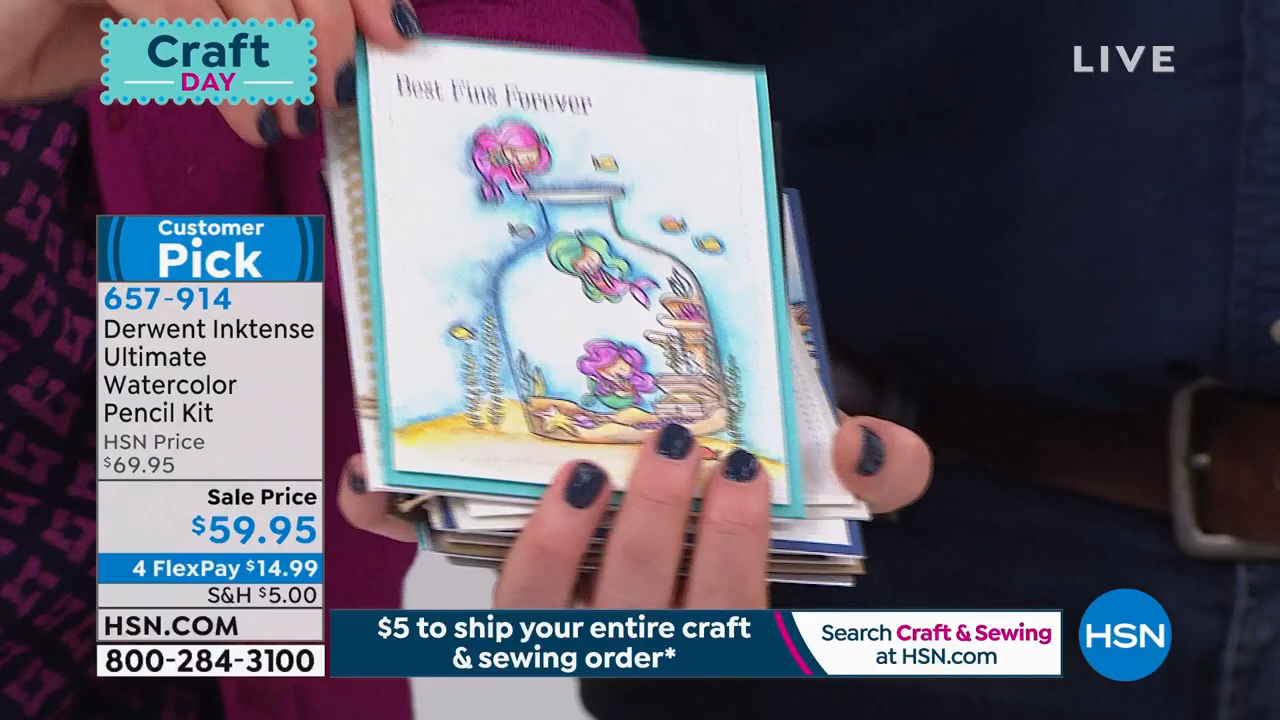 Craft
DAY
LIVE
Best Fins Forever
Customer
Pick
657-914
Derwent Inktense
Ultimate
Watercolor
Pencil Kit
HSN Price
$69.95
Sale Price
$59.95
4 FlexPay $14.99
S&H $5.00
HSN.COM
800-284-3100
$5 to ship your entire craft
& sewing order*
Search Craft & Sewing
at HSN.com
HSN